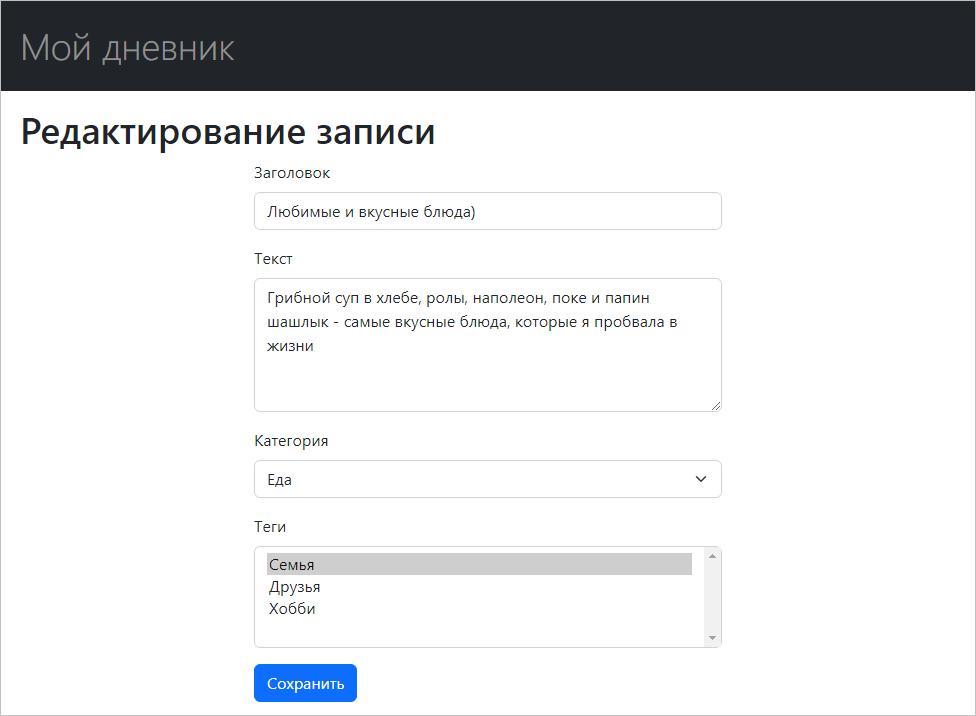 Мой дневник
Редактирование записи
Заголовок
Любимые и вкусные блюда)
Текст
Грибной суп в хлебе, ролы, наполеон, поке и папин
шашлык - самые вкусные блюда, которые я пробвала в
жизни
Категория
Еда
Теги
Семья
Друзья
Хобби
Сохранить